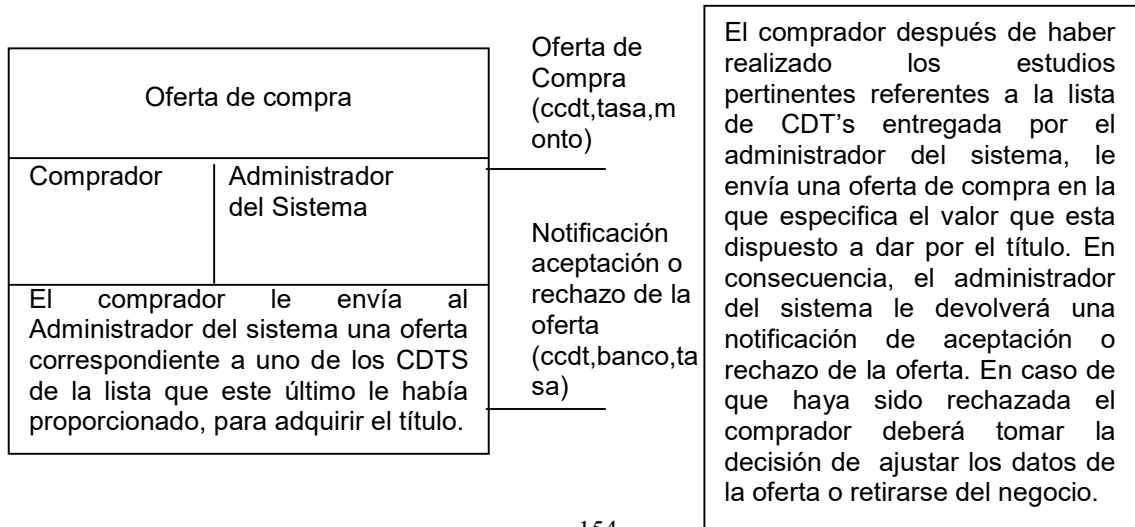 Oferta de compra
Comprador
Administrador
del Sistema
El comprador le envía al
Administrador del sistema una oferta
correspondiente a uno de los CDTS
de la lista que este último le había
proporcionado, para adquirir el título.
Oferta de
Compra
(ccdt,tasa,m
onto)
Notificación
aceptación o
rechazo de la
oferta
(ccdt,banco,ta
sa)
El comprador después de haber
realizado los estudios
pertinentes referentes a la lista
de CDT’s entregada por el
administrador del sistema, le
envía una oferta de compra en la
que especifica el valor que esta
dispuesto a dar por el título. En
consecuencia, el administrador
del sistema le devolverá una
notificación de aceptación o
rechazo de la oferta. En caso de
que haya sido rechazada el
comprador deberá tomar la
decisión de ajustar los datos de
la oferta o retirarse del negocio.
154